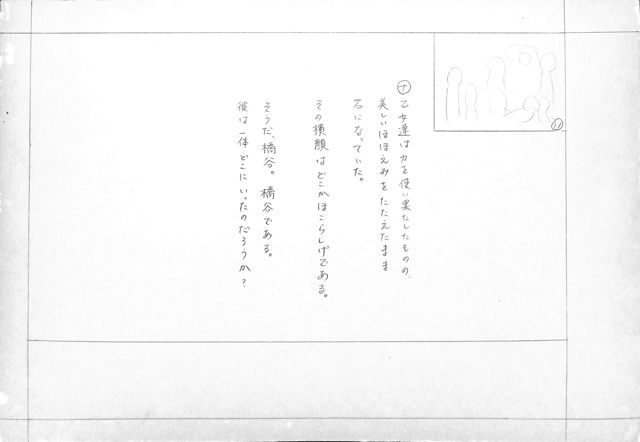 ナ 乙女達は力を使い果たしたものの、
美しいほほえみをたたえたまま
石になっていた。
その横顔はどこかほこらしげである。
そうだ、橋谷。橋谷である。
彼は一体どこにいったのだろうか?